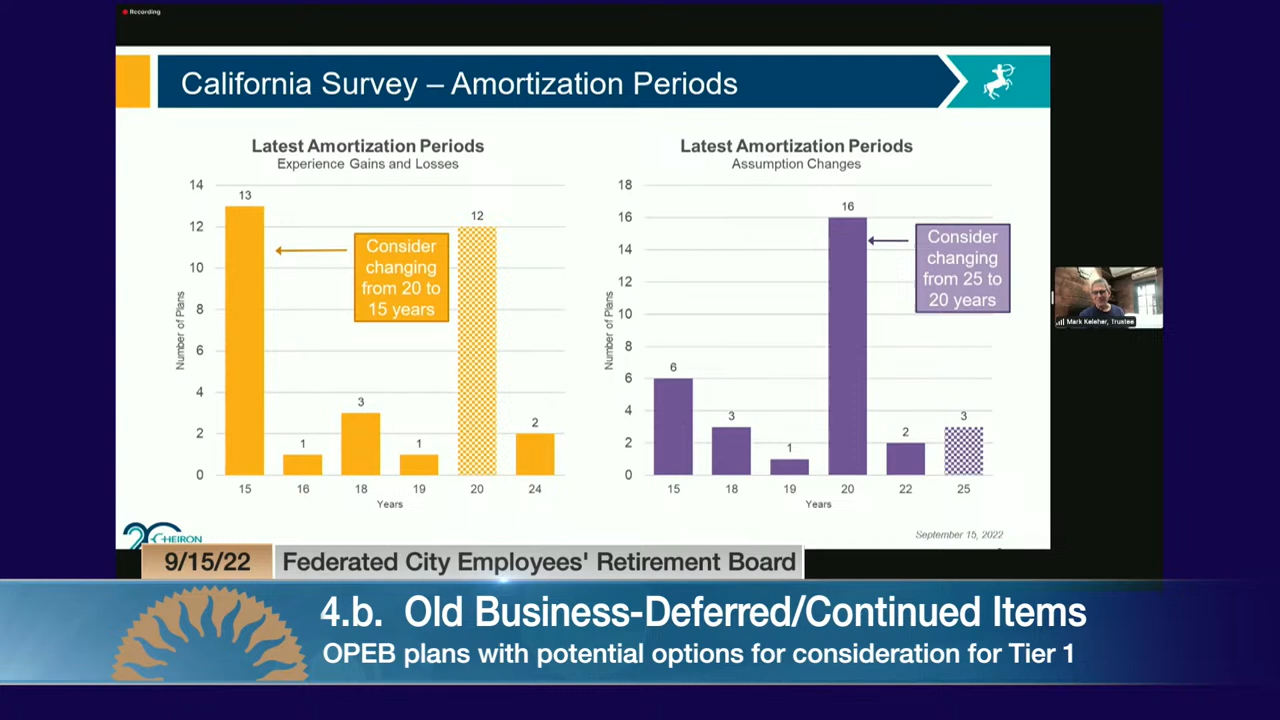 Recording
California Survey – Amortization Periods
Latest Amortization Periods
Experience Gains and Losses
14
12
10
8
6
4
2
0
Number of Plans
13
1
3
1
12
2
Consider
changing
from 20 to
15 years
15 16 18 19 20 24
Years
Latest Amortization Periods
Assumption Changes
18
16
14
12
10
8
6
4
2
0
Number of Plans
6
3
1
16
2
3
Consider
changing
from 25 to
20 years
15 18 19 20 22 25
Years
Mark Keleher, Trustee
CHEIRON
September 15, 2022
9/15/22
Federated City Employees' Retirement Board
4.b. Old Business-Deferred/Continued Items
OPEB plans with potential options for consideration for Tier 1